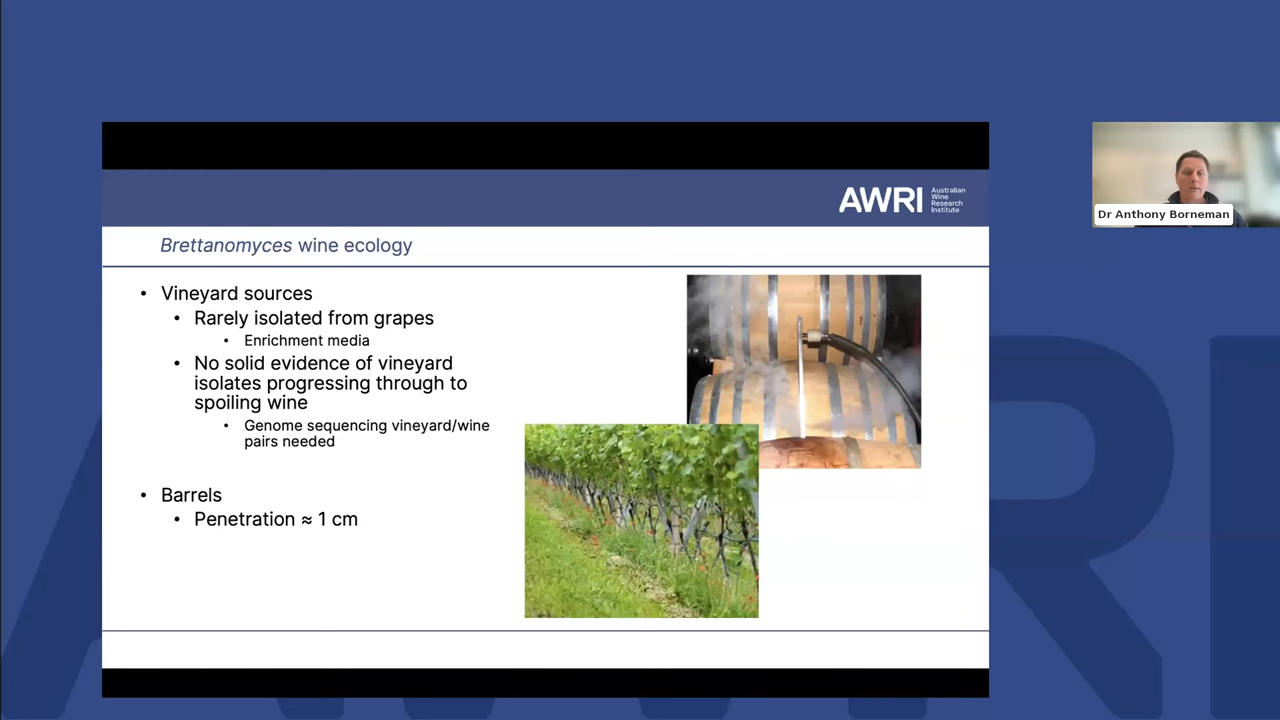 AWRI
Australian
Wine
Research
Institute
Dr Anthony Borneman
Brettanomyces wine ecology
• Vineyard sources
• Rarely isolated from grapes
• Enrichment media
• No solid evidence of vineyard
isolates progressing through to
spoiling wine
• Genome sequencing vineyard/wine
pairs needed
• Barrels
• Penetration ≈ 1 cm
AWRI